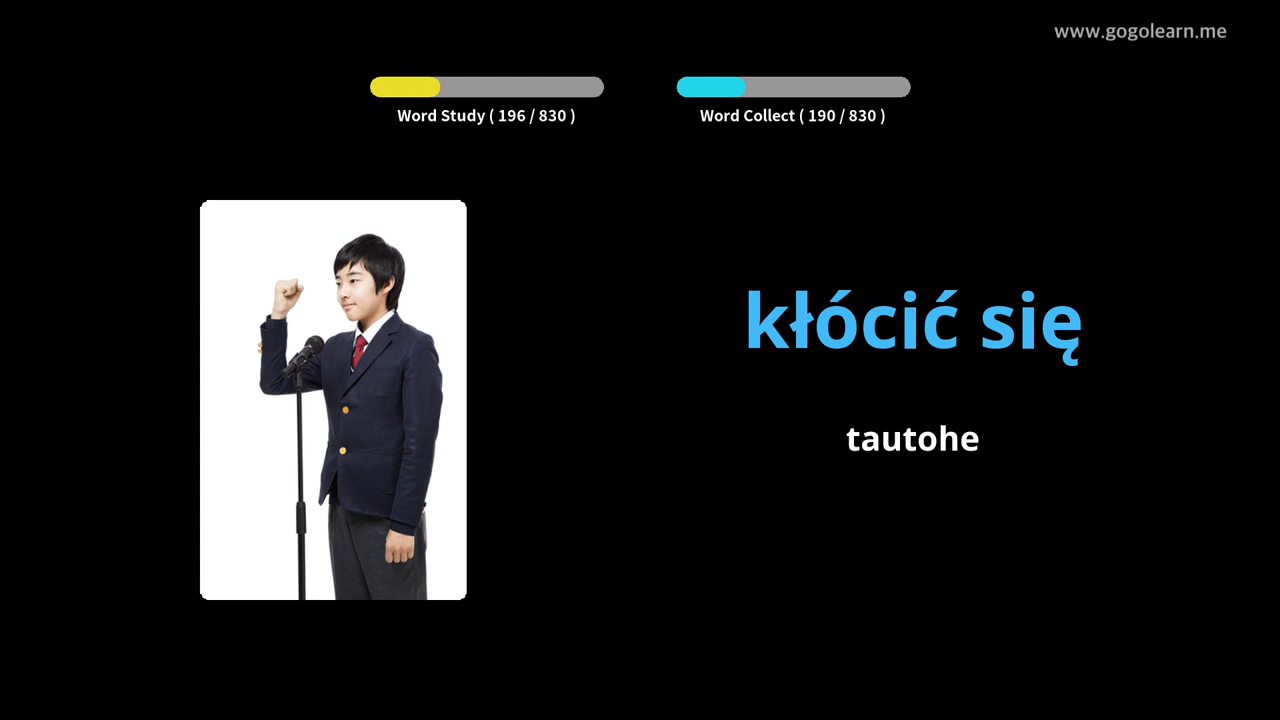 www.gogolearn.me
Word Study ( 196 / 830 )
Word Collect ( 190 / 830 )
kłócić się
tautohe